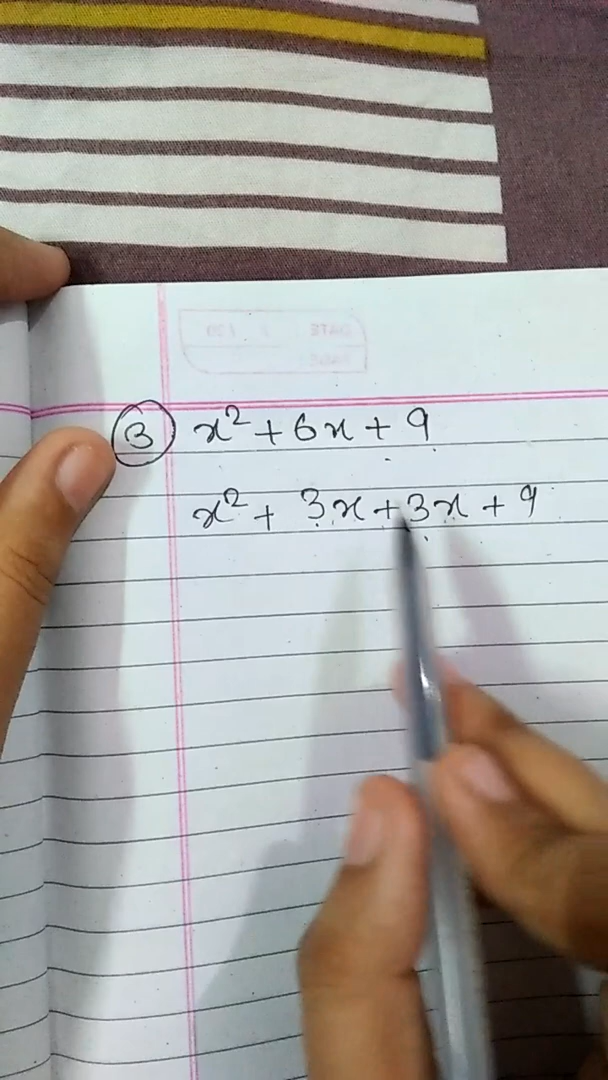 ③ x² + 6x + 9
x² + 3x + 3x + 9